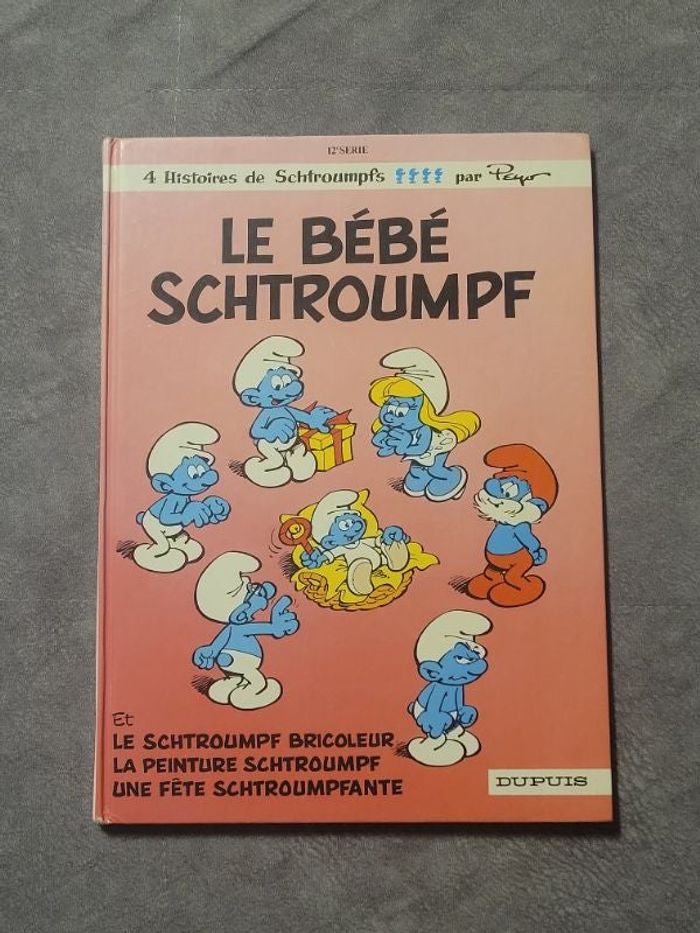 12e SERIE
4 Histoires de Schtroumpfs par Peyo
LE BÉBÉ
SCHTROUMPF
Et
LE SCHTROUMPF BRICOLEUR
LA PEINTURE SCHTROUMPF
UNE FÊTE SCHTROUMPFANTE
DUPUIS